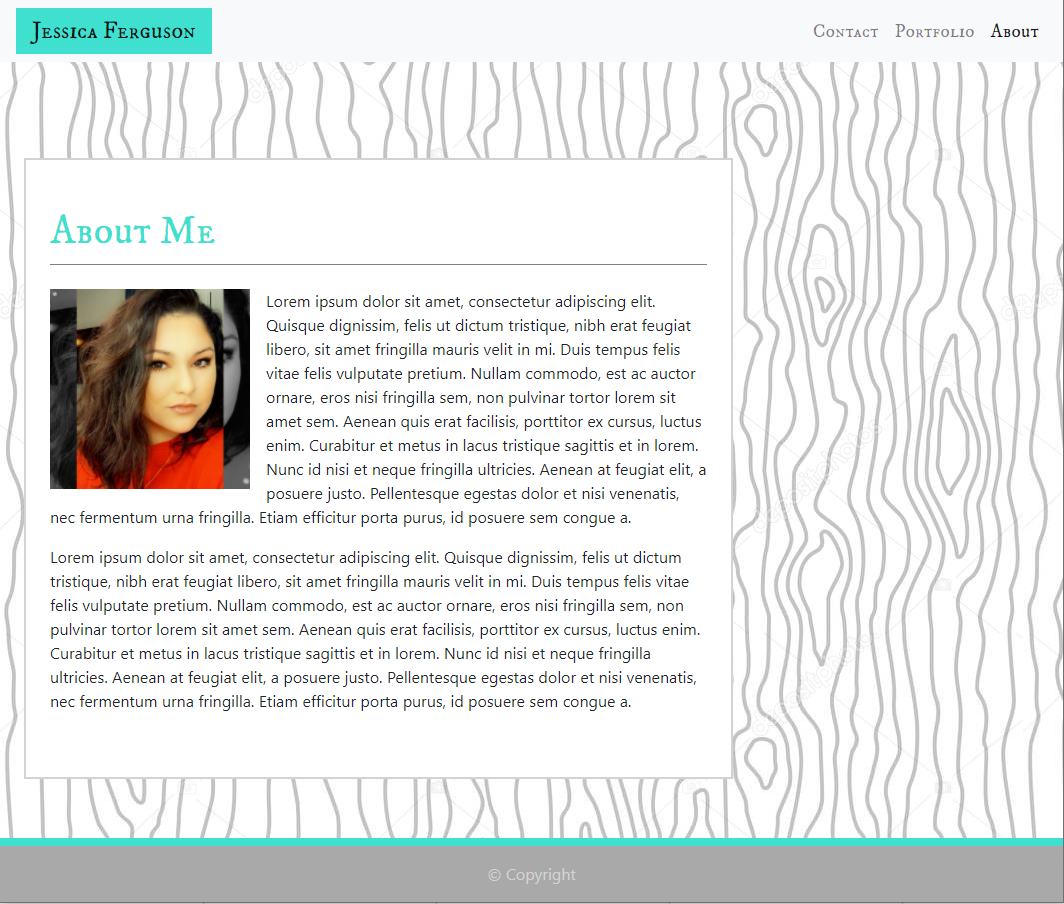 Jessica Ferguson
Contact Portfolio About
About Me
Lorem ipsum dolor sit amet, consectetur adipiscing elit.
Quisque dignissim, felis ut dictum tristique, nibh erat feugiat
libero, sit amet fringilla mauris velit in mi. Duis tempus felis
vitae felis vulputate pretium. Nullam commodo, est ac auctor
ornare, eros nisi fringilla sem, non pulvinar tortor lorem sit
amet sem. Aenean quis erat facilisis, porttitor ex cursus, luctus
enim. Curabitur et metus in lacus tristique sagittis et in lorem.
Nunc id nisi et neque fringilla ultricies. Aenean at feugiat elit, a
posuere justo. Pellentesque egestas dolor et nisi venenatis,
nec fermentum urna fringilla. Etiam efficitur porta purus, id posuere sem congue a.
Lorem ipsum dolor sit amet, consectetur adipiscing elit. Quisque dignissim, felis ut dictum
tristique, nibh erat feugiat libero, sit amet fringilla mauris velit in mi. Duis tempus felis vitae
felis vulputate pretium. Nullam commodo, est ac auctor ornare, eros nisi fringilla sem, non
pulvinar tortor lorem sit amet sem. Aenean quis erat facilisis, porttitor ex cursus, luctus enim.
Curabitur et metus in lacus tristique sagittis et in lorem. Nunc id nisi et neque fringilla
ultricies. Aenean at feugiat elit, a posuere justo. Pellentesque egestas dolor et nisi venenatis,
nec fermentum urna fringilla. Etiam efficitur porta purus, id posuere sem congue a.
depositphotos
© Copyright